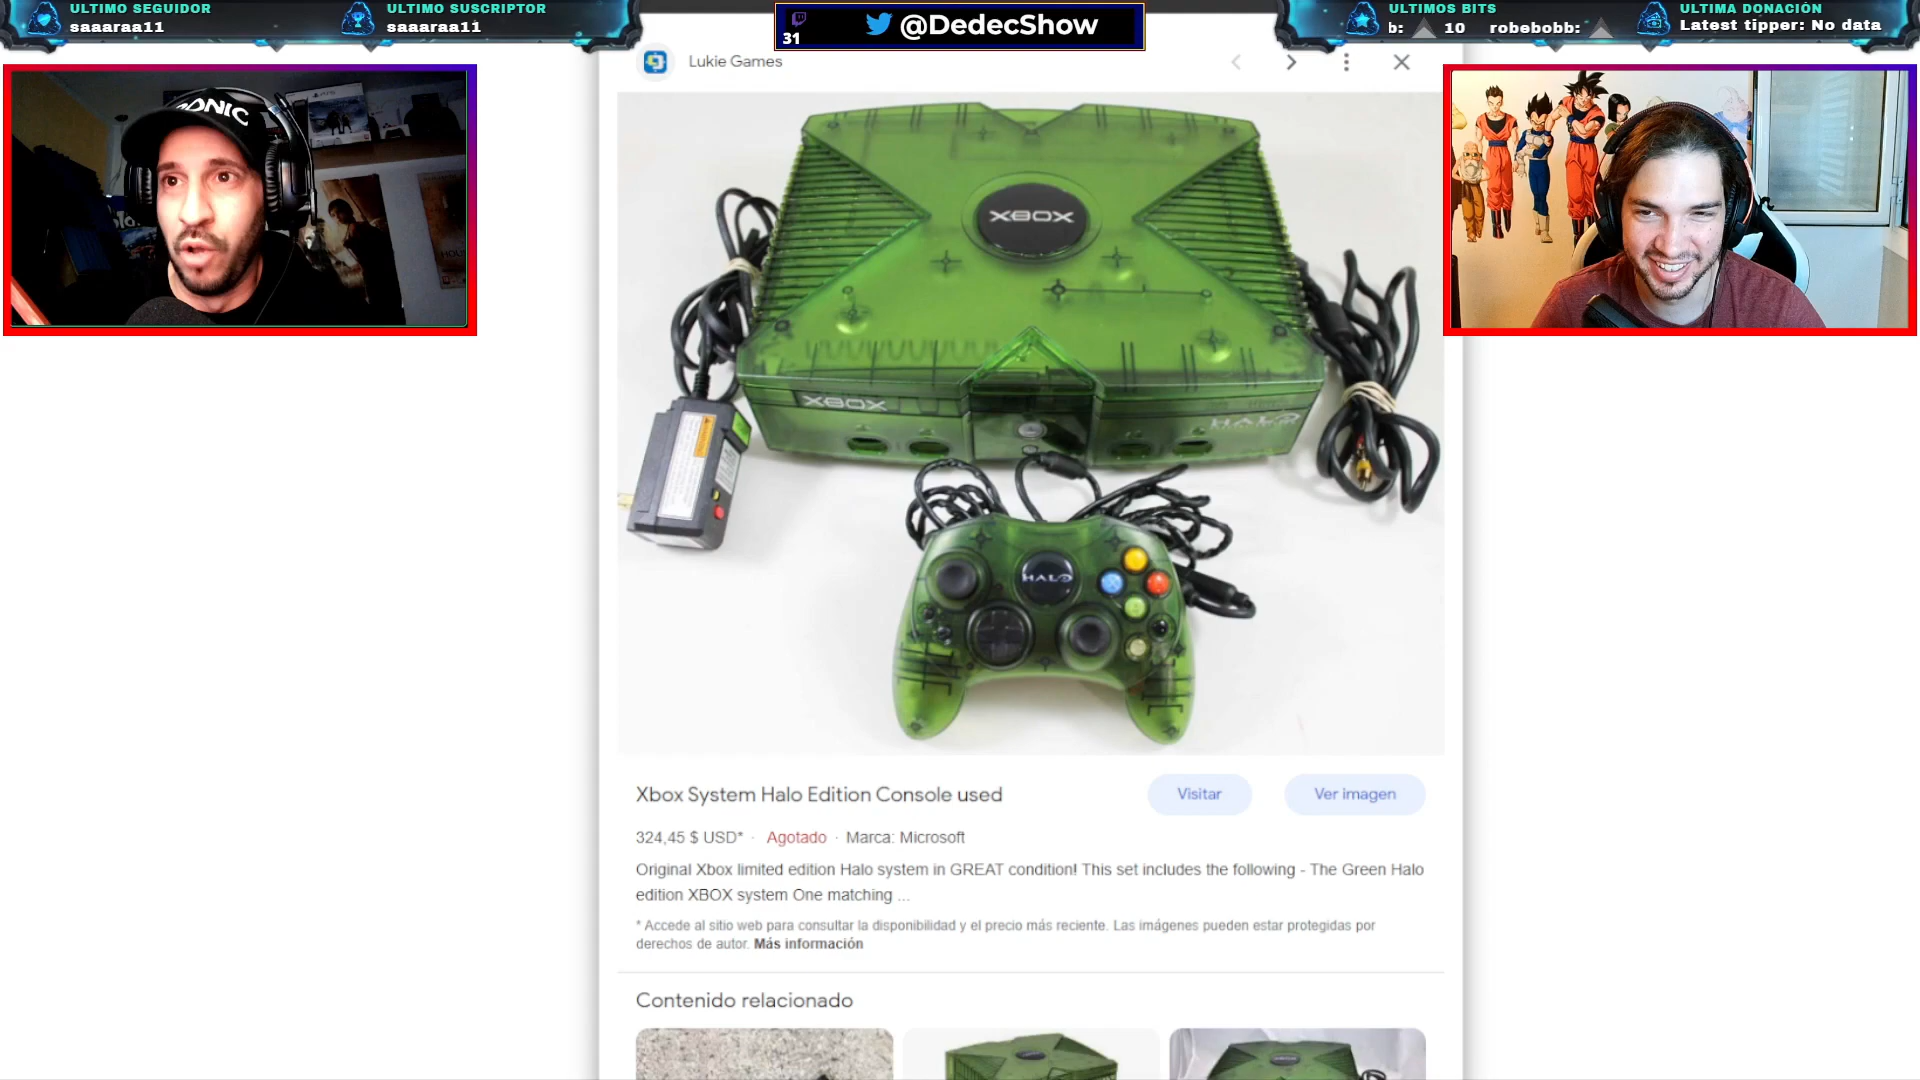 ULTIMO SEGUIDOR
saaaraa11
ULTIMO SUSCRIPTOR
saaaraa11
31
@DedecShow
ULTIMOS BITS
b: 10 robebobb:
ULTIMA DONACIÓN
Latest tipper: No data
Lukie Games
SONIC
XBOX
XBOX
HALO
HALO
Xbox System Halo Edition Console used
Visitar
Ver imagen
324,45 $ USD* · Agotado · Marca: Microsoft
Original Xbox limited edition Halo system in GREAT condition! This set includes the following - The Green Halo
edition XBOX system One matching ...
* Accede al sitio web para consultar la disponibilidad y el precio más reciente. Las imágenes pueden estar protegidas por
derechos de autor. Más información
Contenido relacionado